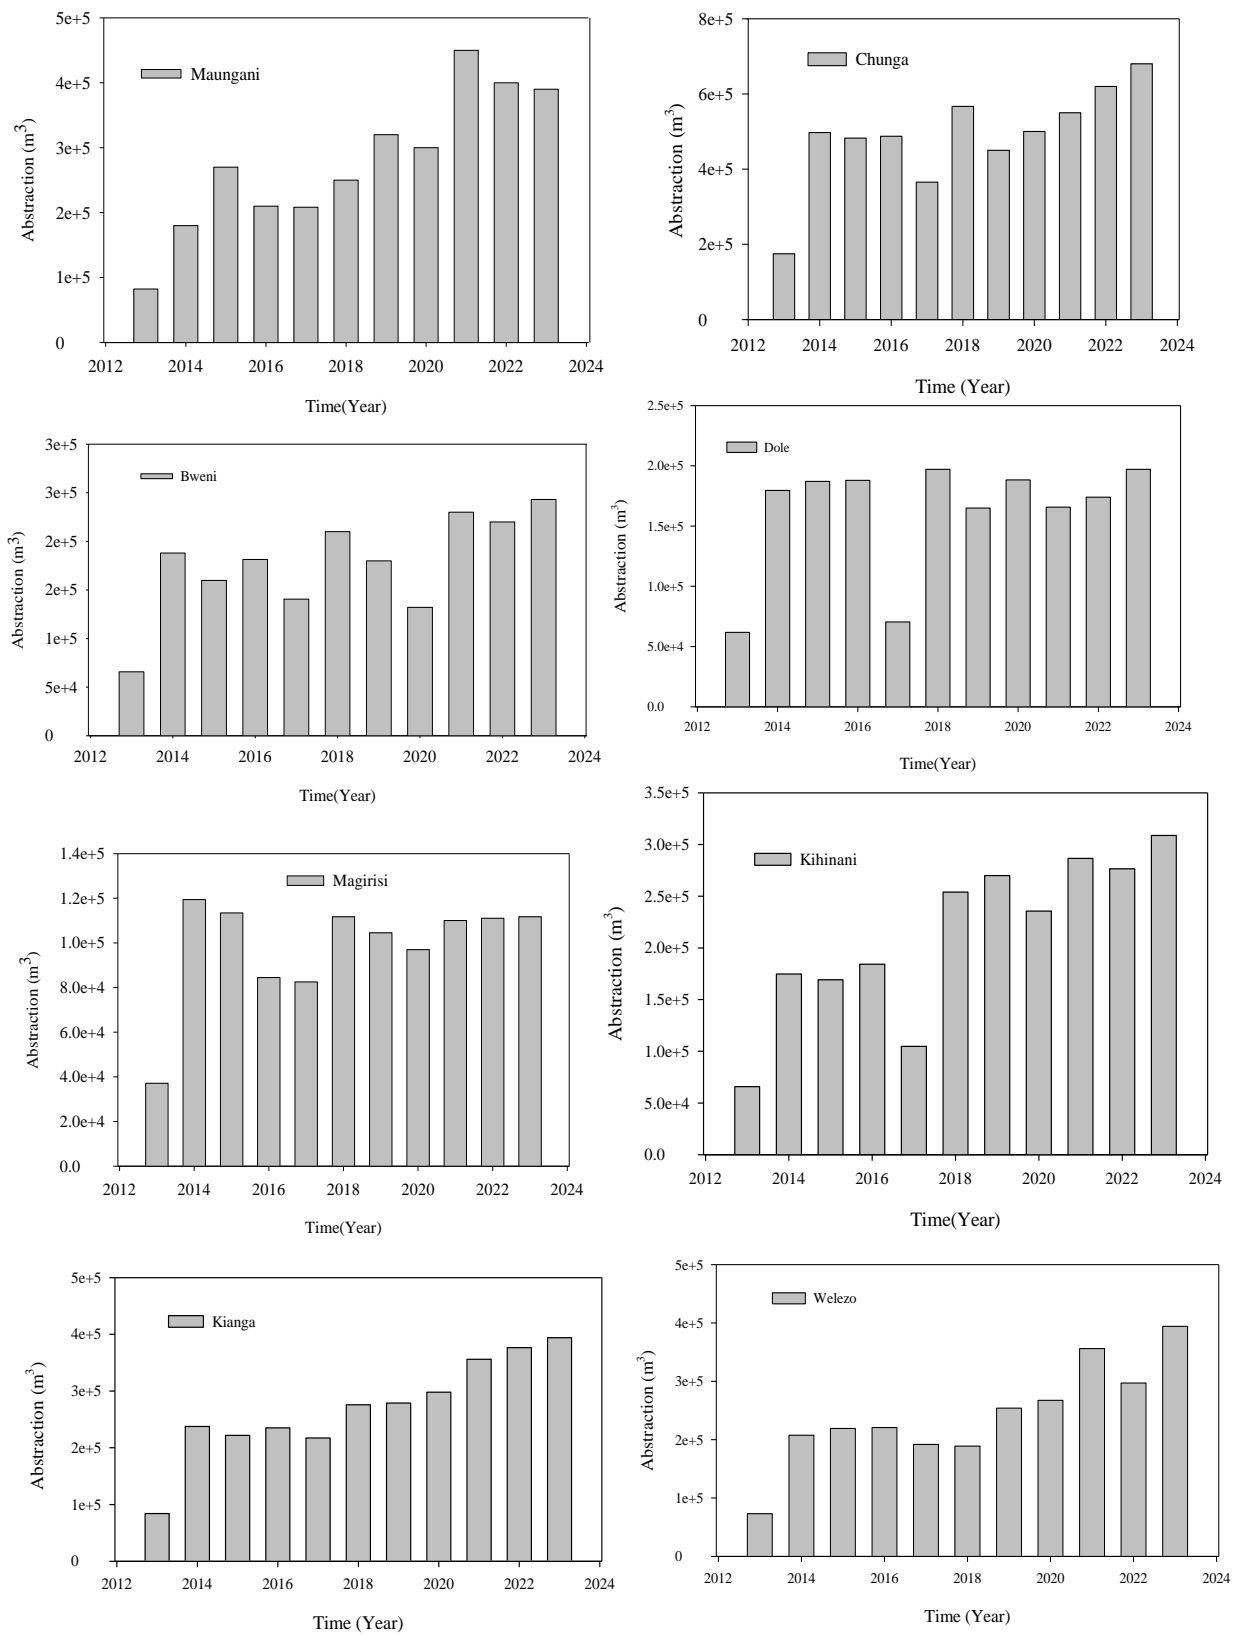 Maungani
Abstraction (m3)
5e+5
4e+5
3e+5
2e+5
1e+5
0
2012 2014 2016 2018 2020 2022 2024
Time(Year)
Chunga
Abstraction (m3)
8e+5
6e+5
4e+5
2e+5
0
2012 2014 2016 2018 2020 2022 2024
Time (Year)
Bweni
Abstraction (m3)
3e+5
3e+5
2e+5
2e+5
1e+5
5e+4
0
2012 2014 2016 2018 2020 2022 2024
Time(Year)
Dole
Abstraction (m3)
2.5e+5
2.0e+5
1.5e+5
1.0e+5
5.0e+4
0.0
2012 2014 2016 2018 2020 2022 2024
Time(Year)
Magirisi
Abstraction (m3)
1.4e+5
1.2e+5
1.0e+5
8.0e+4
6.0e+4
4.0e+4
2.0e+4
0.0
2012 2014 2016 2018 2020 2022 2024
Time(Year)
Kihinani
Abstraction (m3)
3.5e+5
3.0e+5
2.5e+5
2.0e+5
1.5e+5
1.0e+5
5.0e+4
0.0
2012 2014 2016 2018 2020 2022 2024
Time(Year)
Kianga
Abstraction (m3)
5e+5
4e+5
3e+5
2e+5
1e+5
0
2012 2014 2016 2018 2020 2022 2024
Time (Year)
Welezo
Abstraction (m3)
5e+5
4e+5
3e+5
2e+5
1e+5
0
2012 2014 2016 2018 2020 2022 2024
Time (Year)